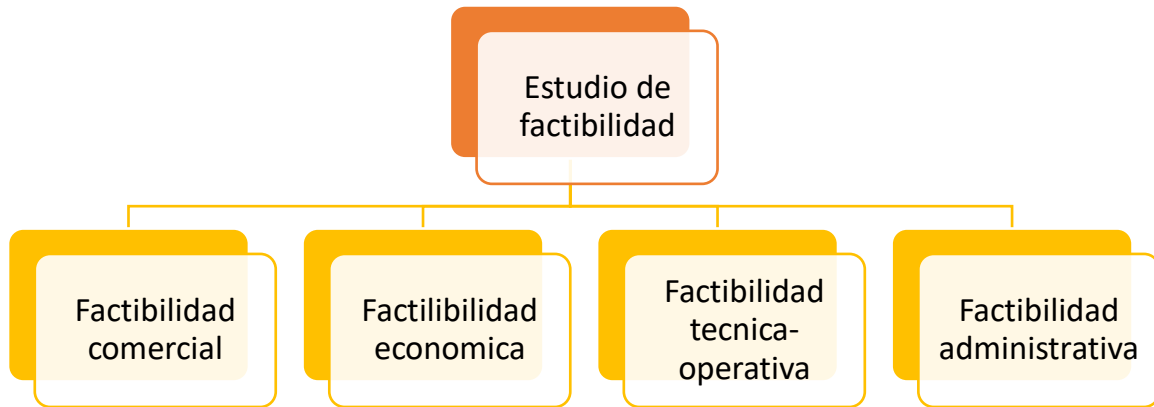 Estudio de
factibilidad
Factibilidad
comercial
Factilibilidad
economica
Factibilidad
tecnica-
operativa
Factibilidad
administrativa